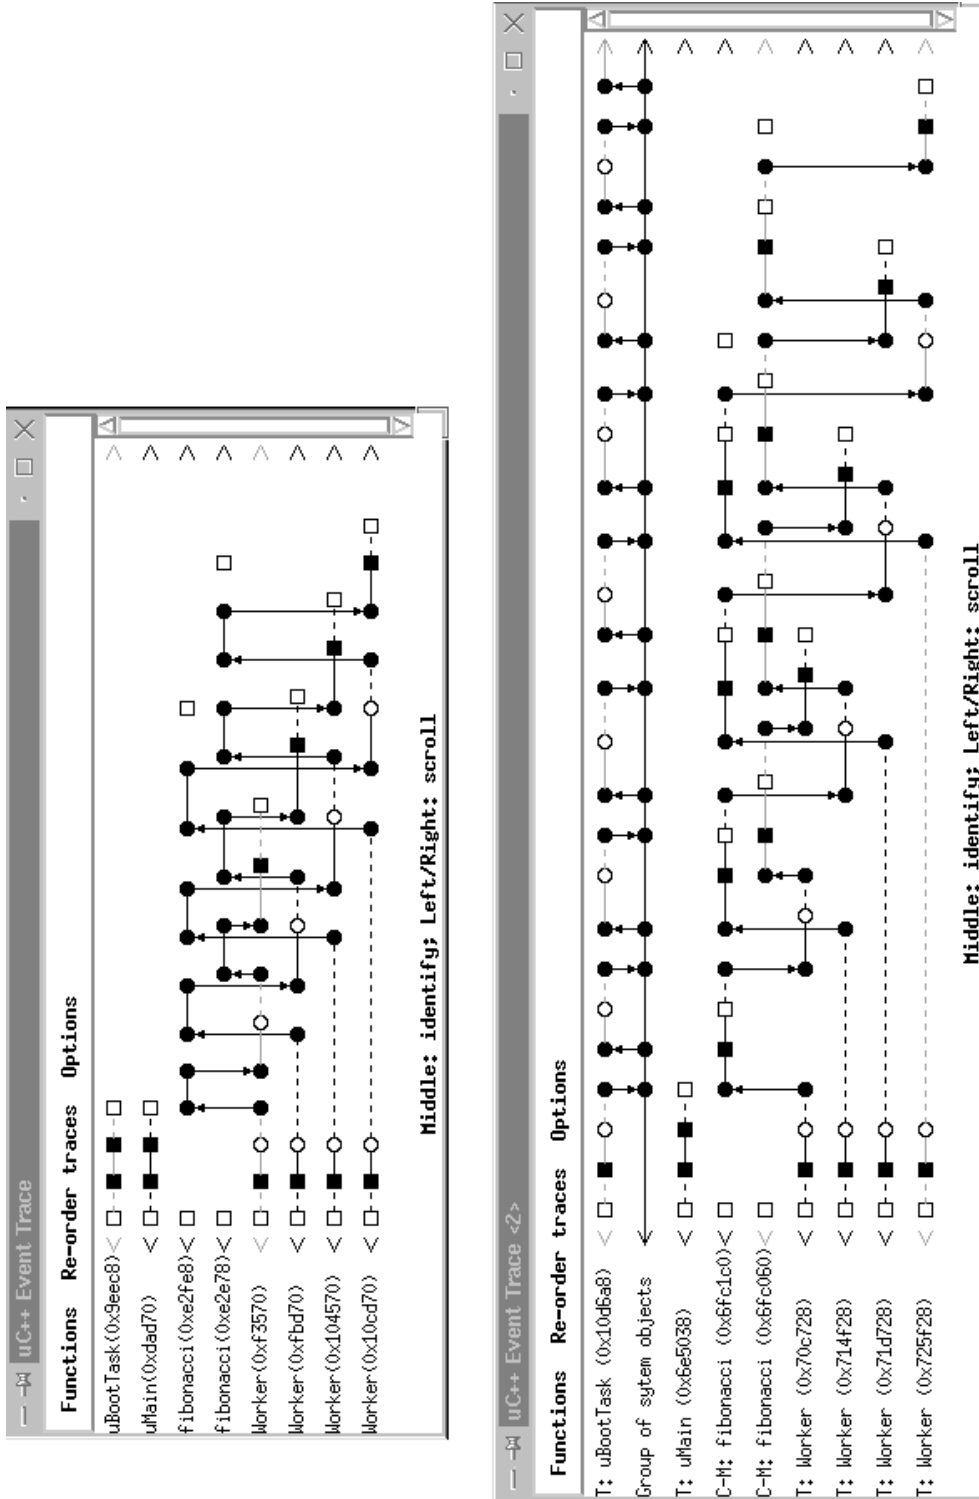 uC++ Event Trace
Functions Re-order traces Options
uBootTask(0x9eec8)
uMain(0xdad70)
fibonacci(0xe2fe8)
fibonacci(0xe2e78)
Worker(0xf3570)
Worker(0xfbd70)
Worker(0x104570)
Worker(0x10cd70)
Middle: identify; Left/Right: scroll
uC++ Event Trace <2>
Functions Re-order traces Options
T: uBootTask (0x10d6a8)
Group of sytem objects
T: uMain (0x6e5038)
C-M: fibonacci (0x6fc1c0)
C-M: fibonacci (0x6fc060)
T: Worker (0x70c728)
T: Worker (0x714f28)
T: Worker (0x71d728)
T: Worker (0x725f28)
Middle: identify; Left/Right: scroll